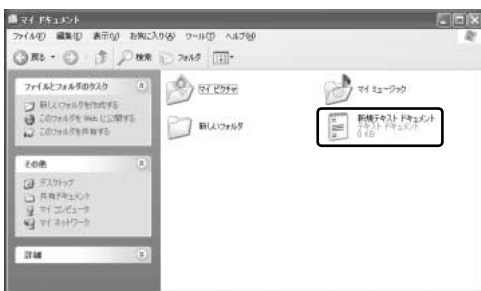 マイ ドキュメント
ファイル(F) 編集(E) 表示(V) お気に入り(A) ツール(T) ヘルプ(H)
戻る 検索 フォルダ
ファイルとフォルダのタスク
新しいフォルダを作成する
このフォルダを Web に公開する
このフォルダを共有する
その他
デスクトップ
共有ドキュメント
マイ コンピュータ
マイ ネットワーク
詳細
マイ ピクチャ
マイ ミュージック
新しいフォルダ
新規テキスト ドキュメント
テキスト ドキュメント
0 KB